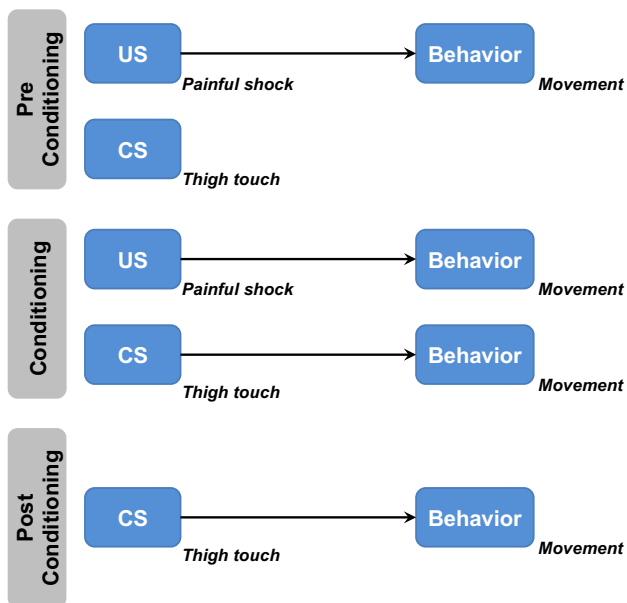 Pre
Conditioning
US
Painful shock
Behavior
Movement
CS
Thigh touch
Conditioning
US
Painful shock
Behavior
Movement
CS
Thigh touch
Behavior
Movement
Post
Conditioning
CS
Thigh touch
Behavior
Movement